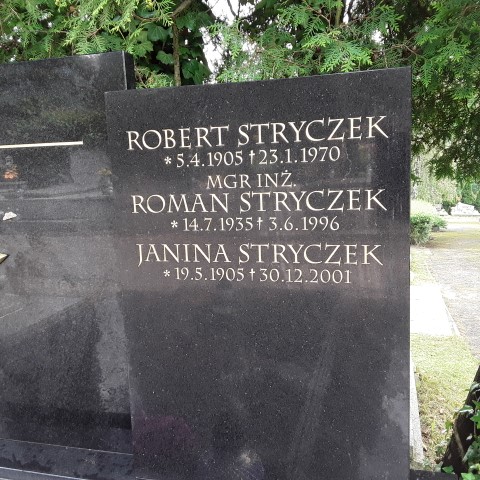 ROBERT STRYCZEK
* 5.4.1905 † 23.1.1970
MGR INŻ.
ROMAN STRYCZEK
* 14.7.1935 † 3.6.1996
JANINA STRYCZEK
* 19.5.1905 † 30.12.2001